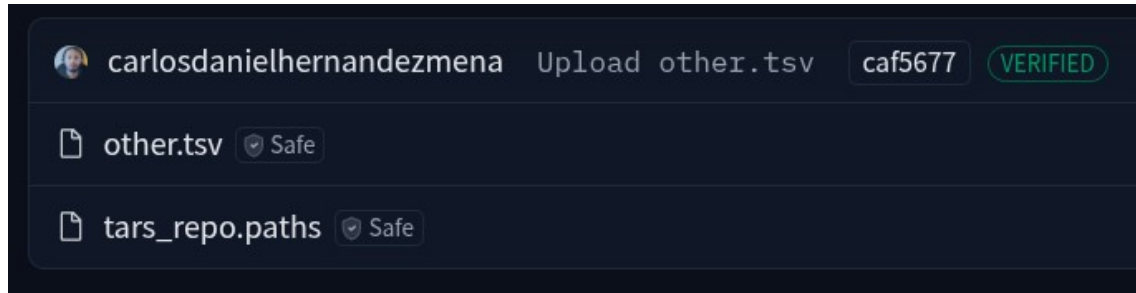 carlosdanielhernandezmena Upload other.tsv caf5677 VERIFIED
other.tsv Safe
tars_repo.paths Safe